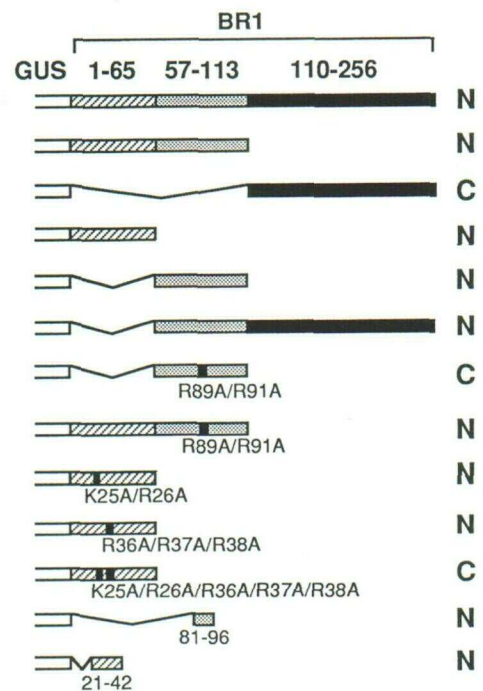 BR1
GUS 1-65 57-113 110-256
N
N
C
N
N
N
C
R89A/R91A
N
R89A/R91A
N
K25A/R26A
N
R36A/R37A/R38A
C
K25A/R26A/R36A/R37A/R38A
N
81-96
N
21-42